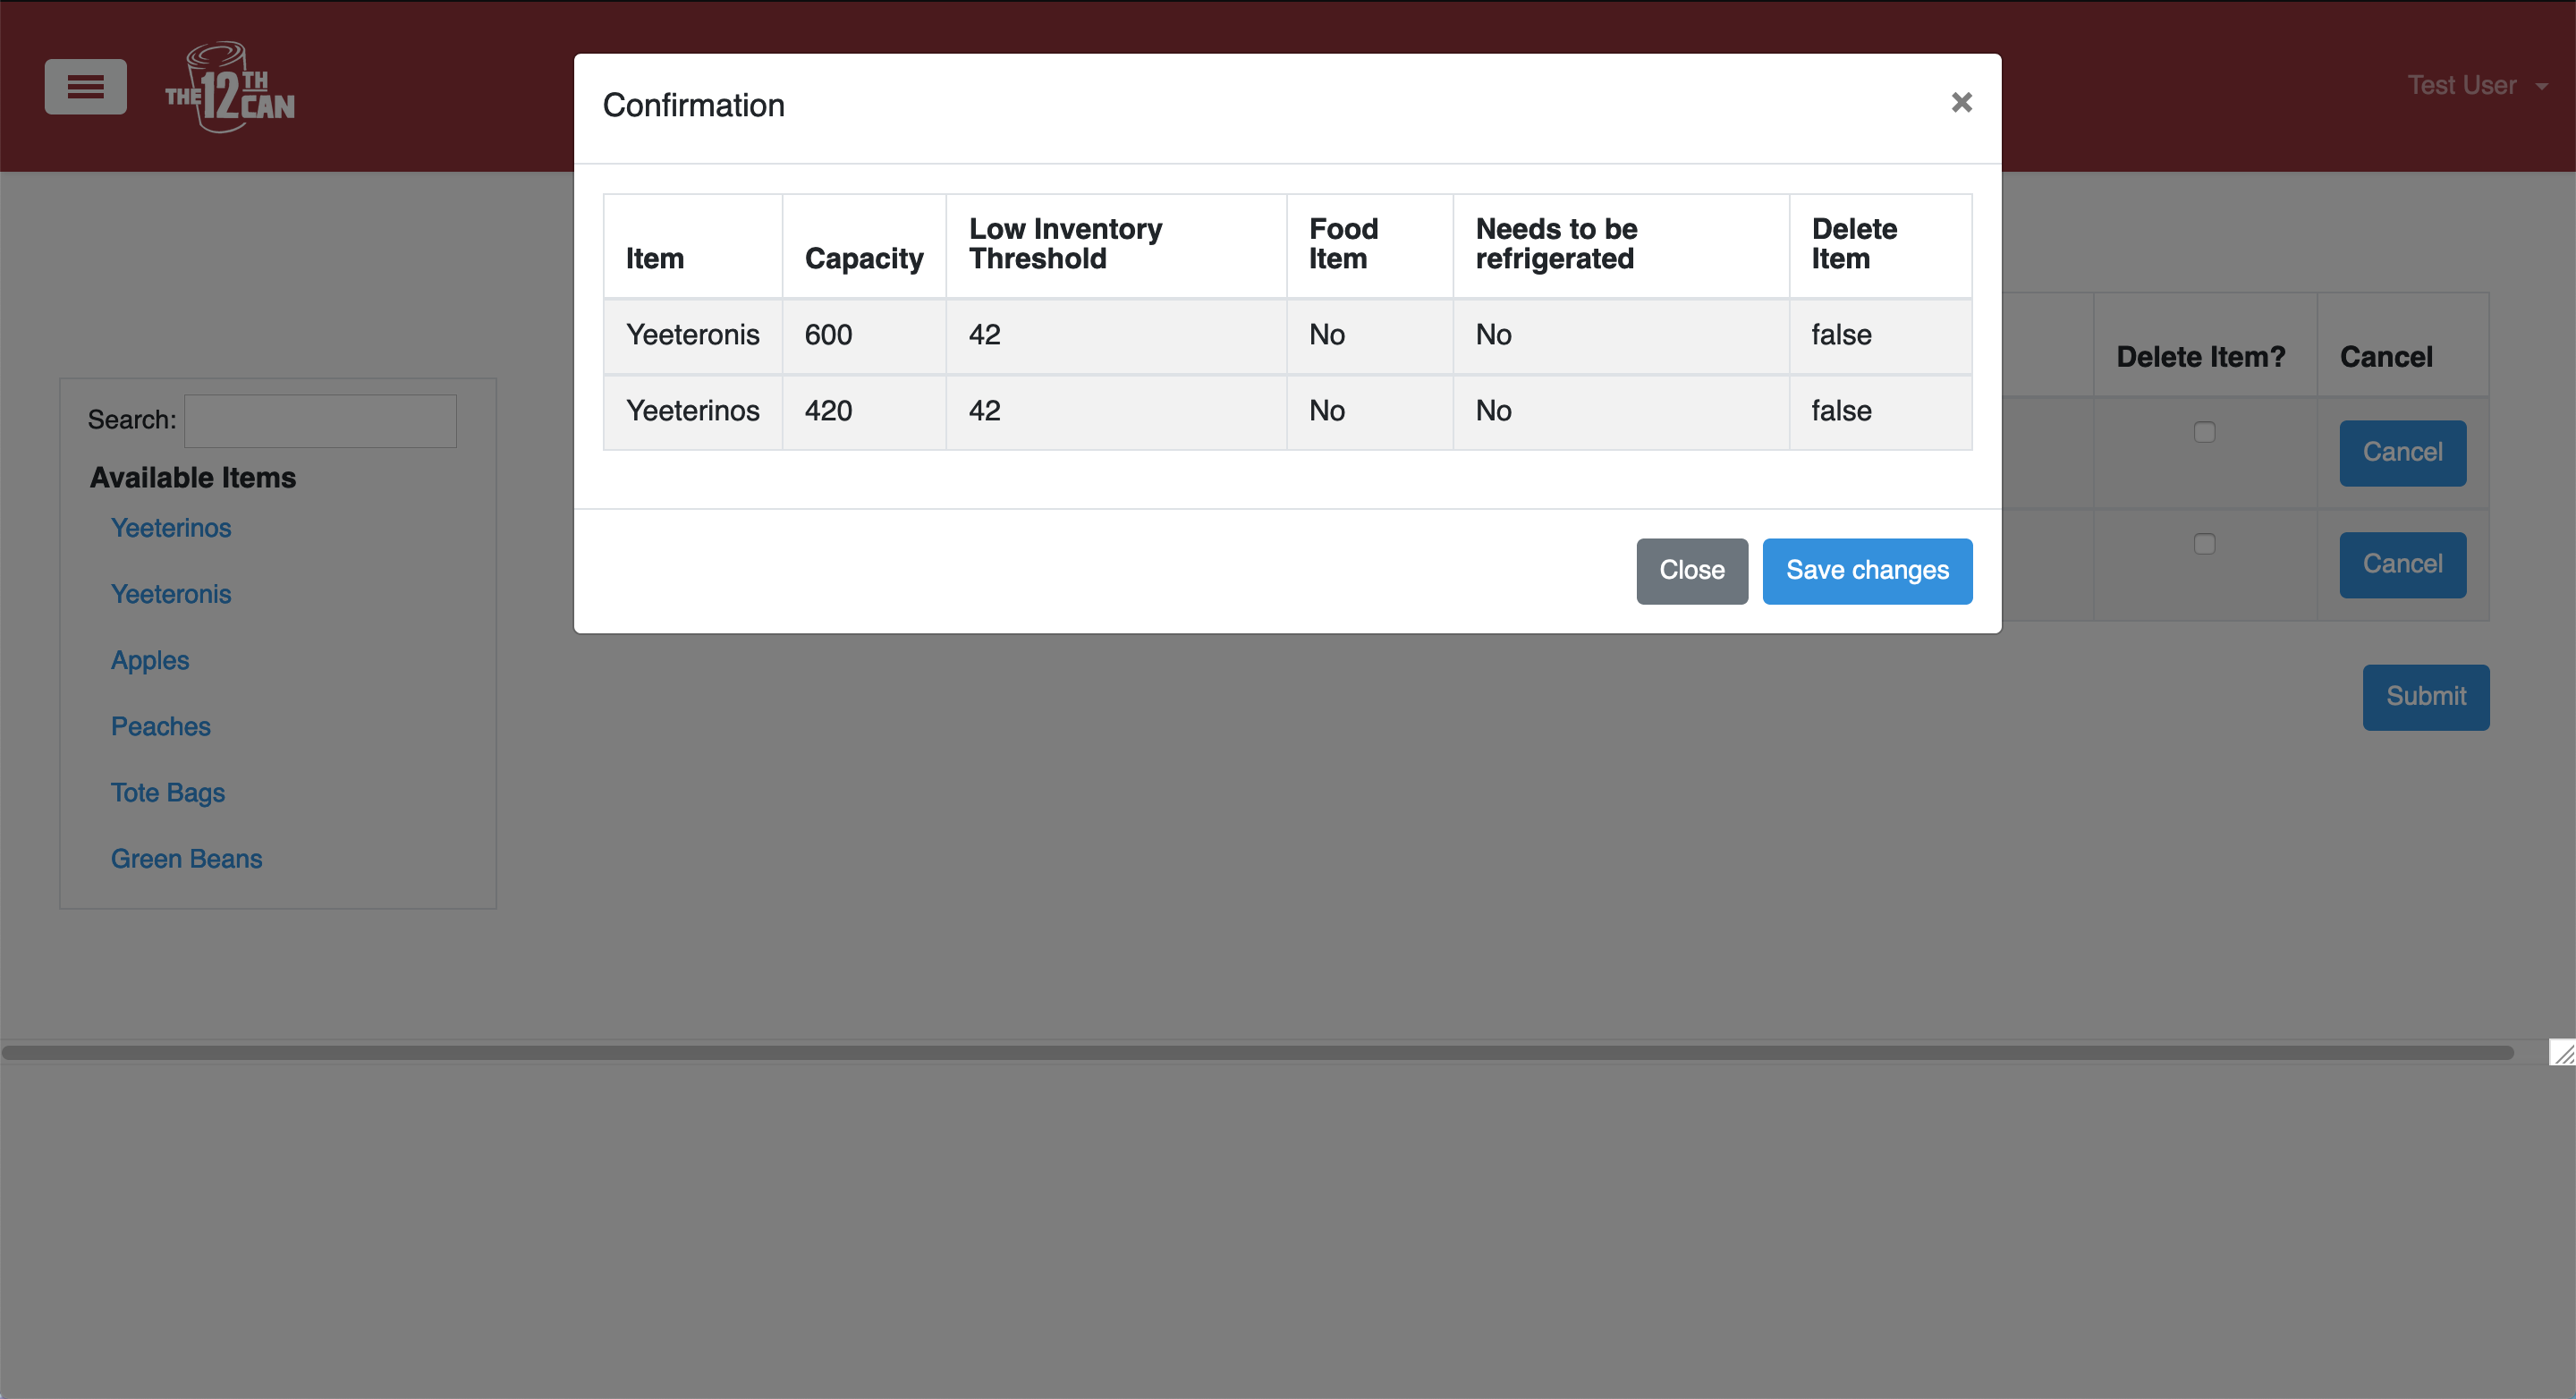 THE 12TH CAN
Test User
Confirmation
×
Item Capacity Low Inventory Threshold Food Item Needs to be refrigerated Delete Item
Yeeteronis 600 42 No No false
Yeeterinos 420 42 No No false
Close Save changes
Delete Item? Cancel
Cancel
Cancel
Submit
Search:
Available Items
Yeeterinos
Yeeteronis
Apples
Peaches
Tote Bags
Green Beans